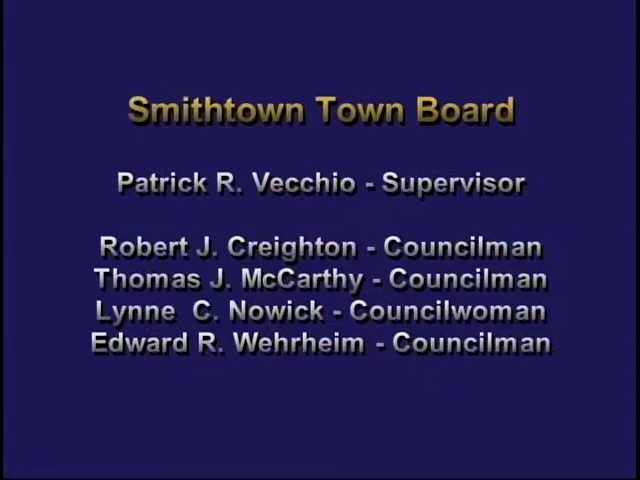 Smithtown Town Board
Patrick R. Vecchio - Supervisor
Robert J. Creighton - Councilman
Thomas J. McCarthy - Councilman
Lynne C. Nowick - Councilwoman
Edward R. Wehrheim - Councilman